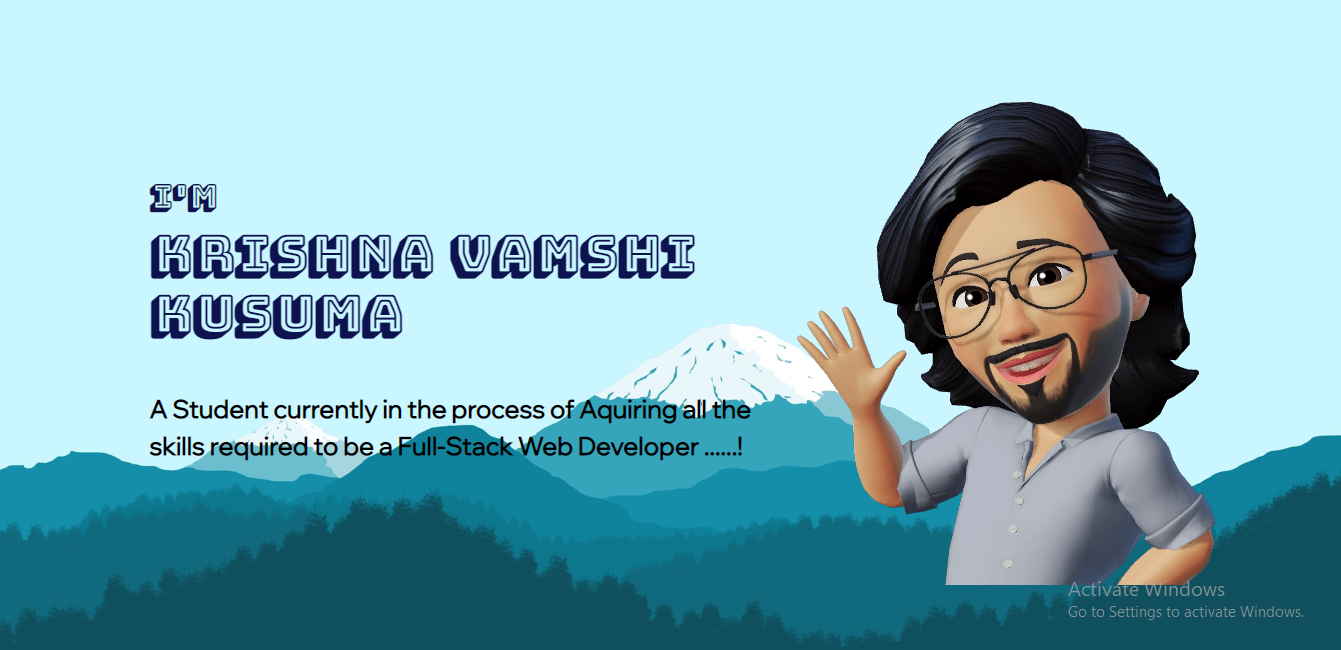 I'M
KRISHNA VAMSHI
KUSUMA
A Student currently in the process of Aquiring all the
skills required to be a Full-Stack Web Developer ......!
Activate Windows
Go to Settings to activate Windows.